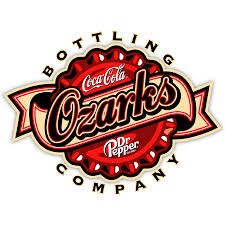 BOTTLING
Coca-Cola
Ozarks
Dr
Pepper
COMPANY